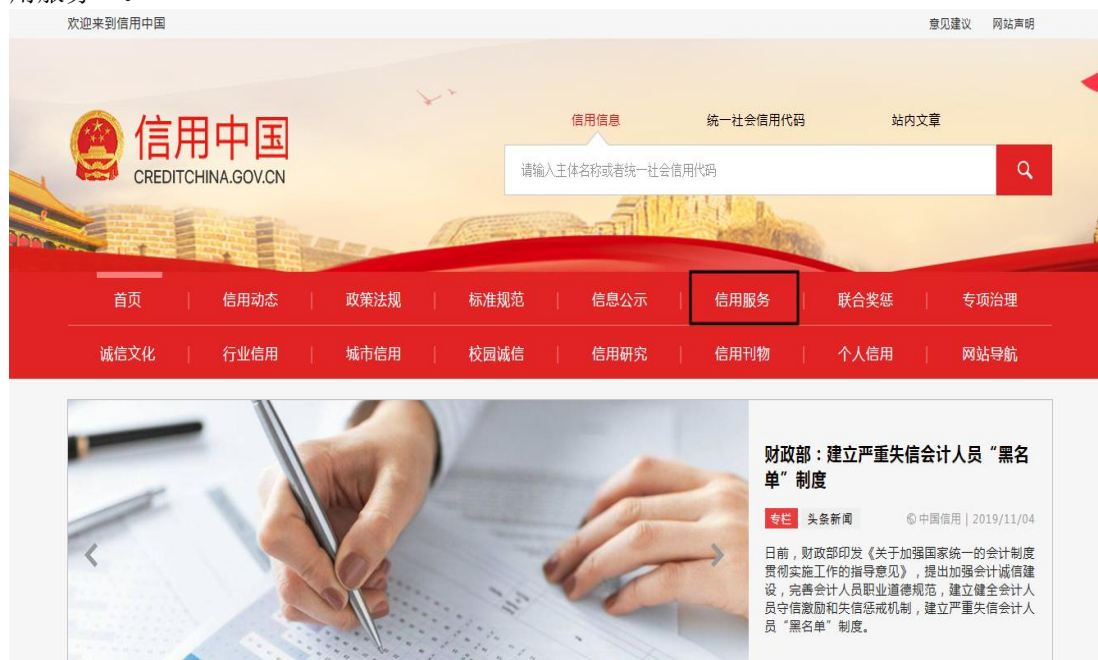 用服务”。
欢迎来到信用中国
意见建议 网站声明
信用中国
CREDITCHINA.GOV.CN
信用信息 统一社会信用代码 站内文章
请输入主体名称或者统一社会信用代码
首页 | 信用动态 | 政策法规 | 标准规范 | 信息公示 | 信用服务 | 联合奖惩 | 专项治理
诚信文化 | 行业信用 | 城市信用 | 校园诚信 | 信用研究 | 信用刊物 | 个人信用 | 网站导航
财政部：建立严重失信会计人员“黑名
单”制度
专栏 头条新闻 ©中国信用 | 2019/11/04
日前，财政部印发《关于加强国家统一的会计制度
贯彻实施工作的指导意见》，提出加强会计诚信建
设，完善会计人员职业道德规范，建立健全会计人
员守信激励和失信惩戒机制，建立严重失信会计人
员“黑名单”制度。